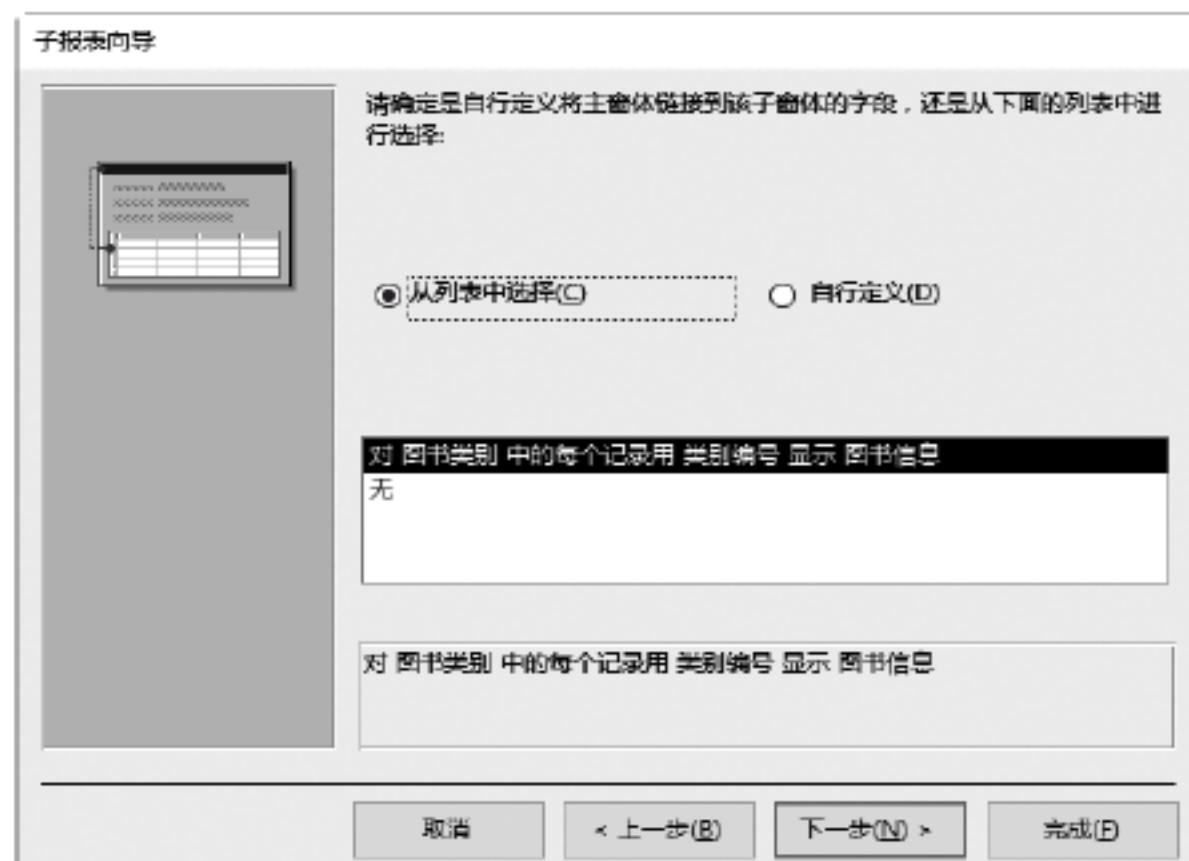 子报表向导
请确定是自行定义将主窗体链接到该子窗体的字段，还是从下面的列表中进
行选择:
从列表中选择(C) 自行定义(D)
对 图书类别 中的每个记录用 类别编号 显示 图书信息
无
对 图书类别 中的每个记录用 类别编号 显示 图书信息
取消 < 上一步(B) 下一步(N) > 完成(F)